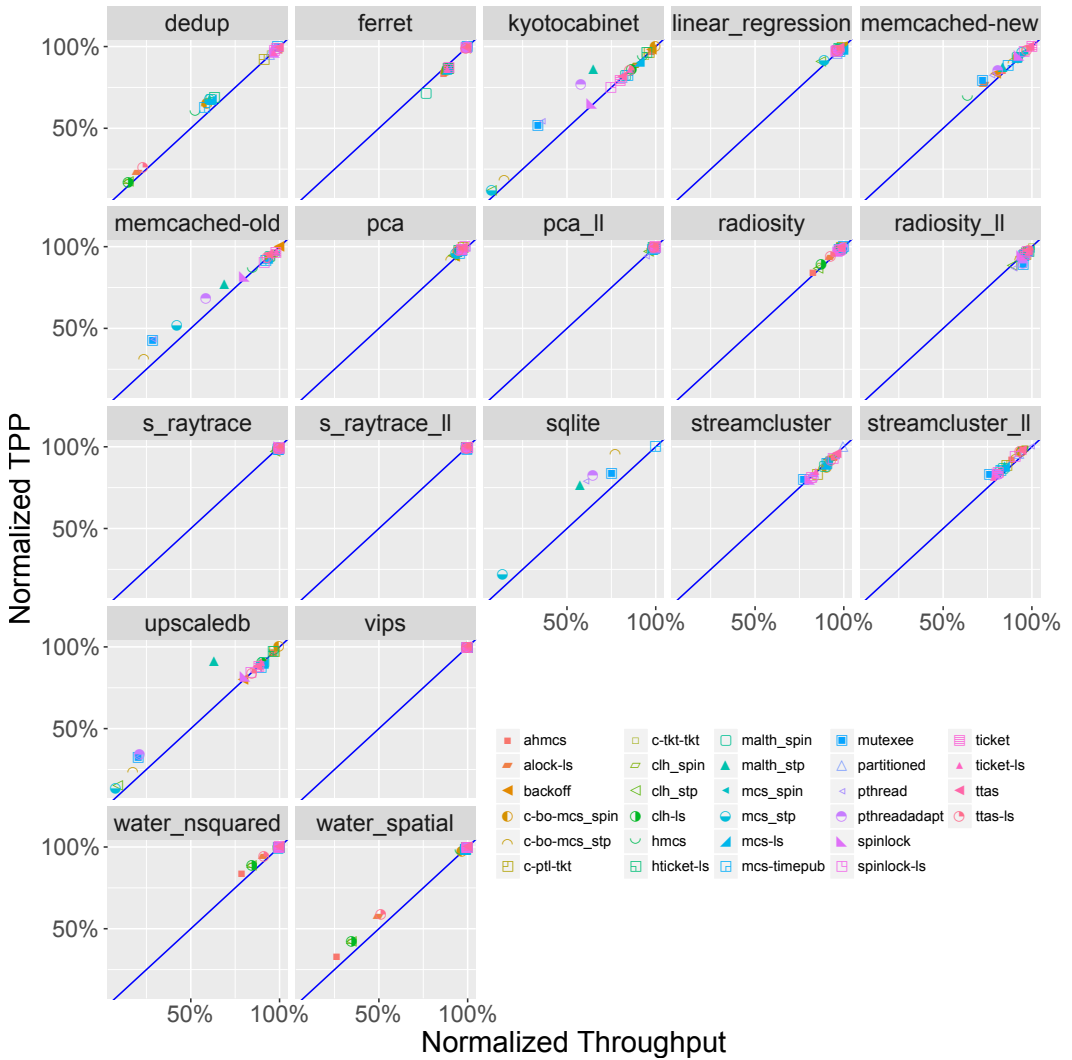 dedup ferret kyotocabinet linear_regression memcached-new
100%
50%
memcached-old pca pca_ll radiosity radiosity_ll
100%
50%
s_raytrace s_raytrace_ll sqlite streamcluster streamcluster_ll
100%
50%
50% 100% 50% 100% 50% 100%
upscaledb vips
100%
50%
water_nsquared water_spatial
100%
50%
50% 100% 50% 100%
Normalized Throughput
Normalized TPP
ahmcs c-tkt-tkt malth_spin mutexee ticket
alock-ls clh_spin malth_stp partitioned ticket-ls
backoff clh_stp mcs_spin pthread ttas
c-bo-mcs_spin clh-ls mcs_stp pthreadadapt ttas-ls
c-bo-mcs_stp hmcs mcs-ls spinlock
c-ptl-tkt hticket-ls mcs-timepub spinlock-ls